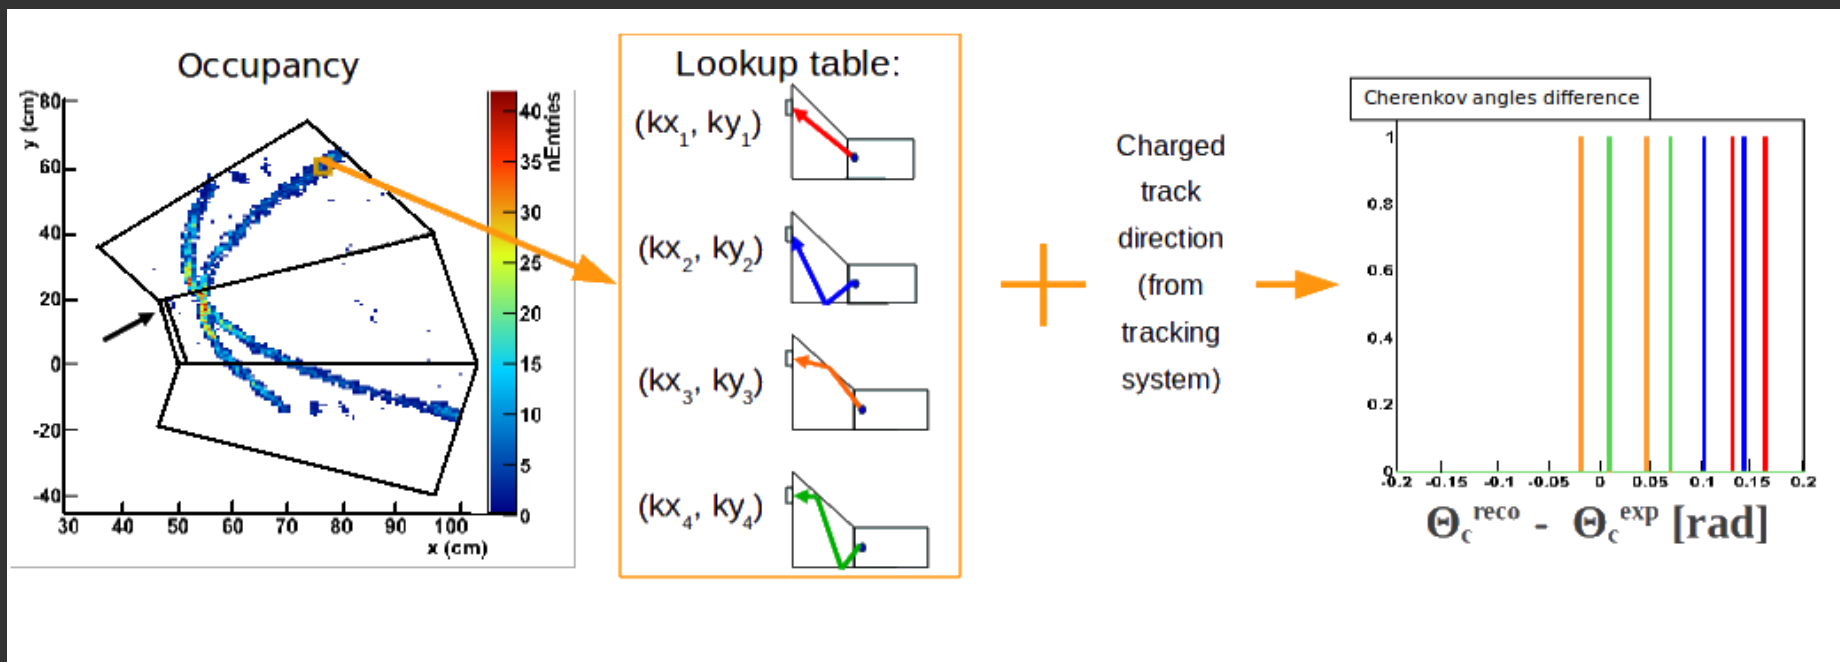 Occupancy
y (cm)
80
60
40
20
0
-20
-40
30 40 50 60 70 80 90 100
x (cm)
nEntries
40
35
30
25
20
15
10
5
0
Lookup table:
(kx₁, ky₁)
(kx₂, ky₂)
(kx₃, ky₃)
(kx₄, ky₄)
Charged
track
direction
(from
tracking
system)
Cherenkov angles difference
1
0.8
0.6
0.4
0.2
0
-0.2 -0.15 -0.1 -0.05 0 0.05 0.1 0.15 0.2
Θcʳᵉᶜᵒ - Θcᵉˣᵖ [rad]